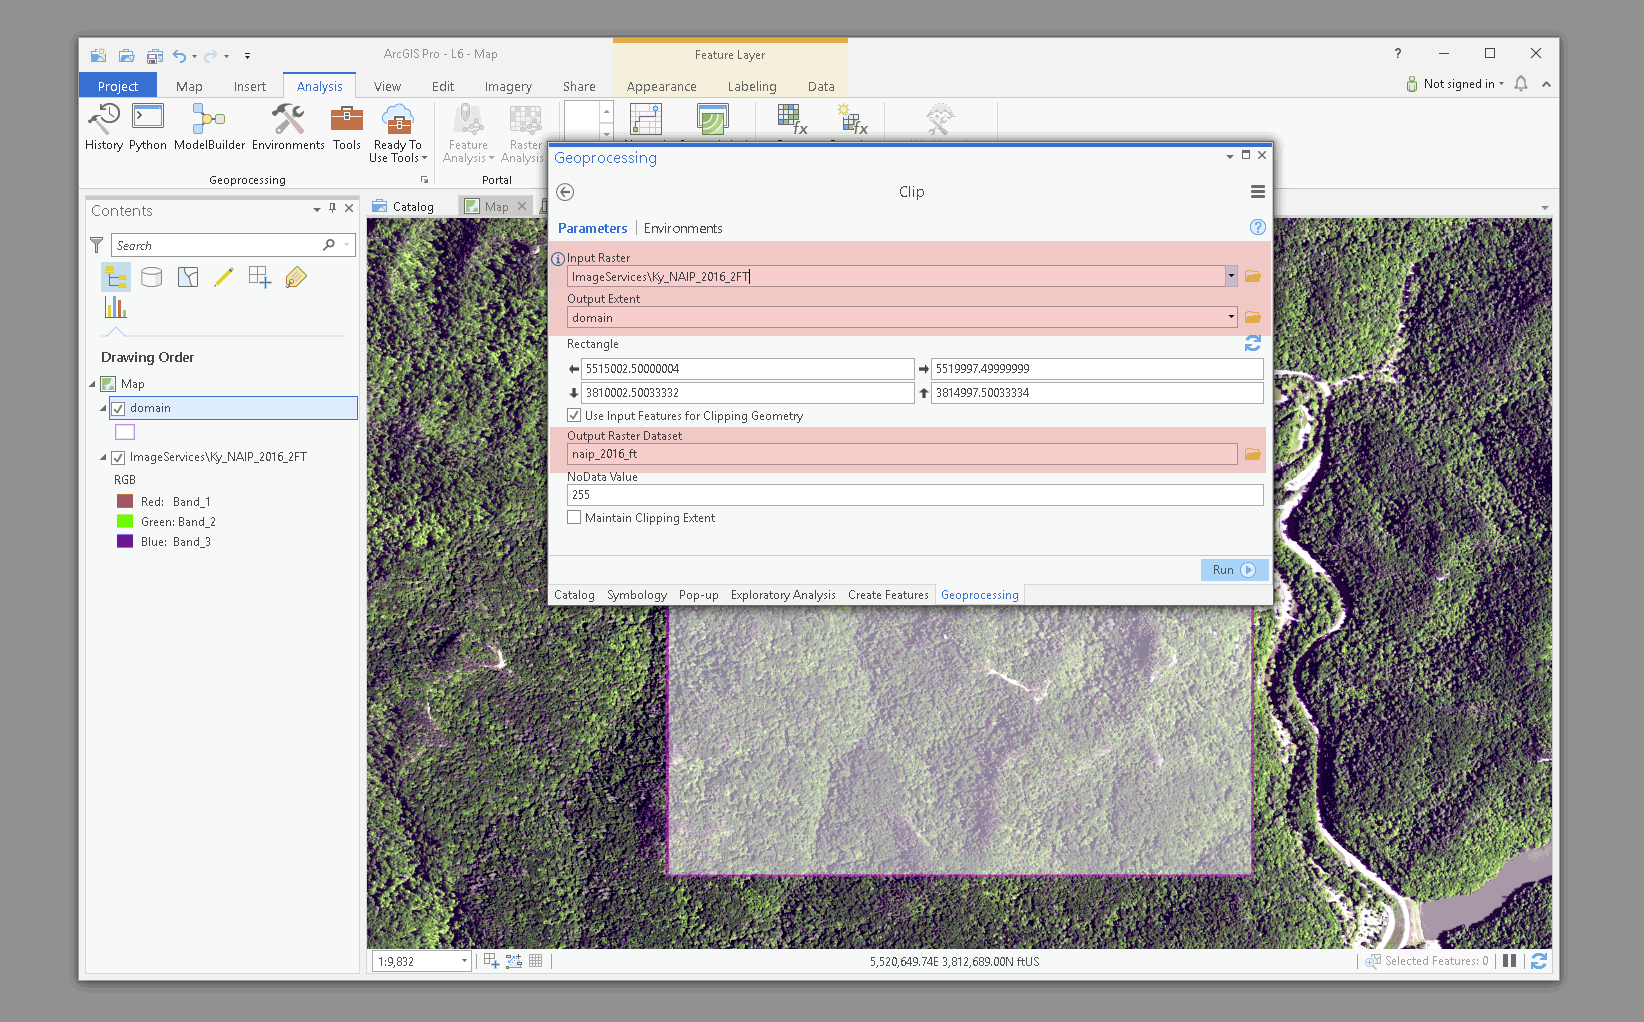 ArcGIS Pro - L6 - Map
Feature Layer
?
Project
Map
Insert
Analysis
View
Edit
Imagery
Share
Appearance
Labeling
Data
Not signed in
History
Python
ModelBuilder
Environments
Tools
Ready To
Use Tools
Feature
Analysis
Raster
Analysis
Geoprocessing
Portal
Contents
Search
Drawing Order
Map
domain
ImageServices\Ky_NAIP_2016_2FT
RGB
Red: Band_1
Green: Band_2
Blue: Band_3
Catalog
Map
Geoprocessing
Clip
Parameters
Environments
Input Raster
ImageServices\Ky_NAIP_2016_2FT
Output Extent
domain
Rectangle
5515002.50000004
5519997.49999999
3810002.50033332
3814997.50033334
Use Input Features for Clipping Geometry
Output Raster Dataset
naip_2016_ft
NoData Value
255
Maintain Clipping Extent
Run
Catalog
Symbology
Pop-up
Exploratory Analysis
Create Features
Geoprocessing
1:9,832
5,520,649.74E 3,812,689.00N ftUS
Selected Features: 0